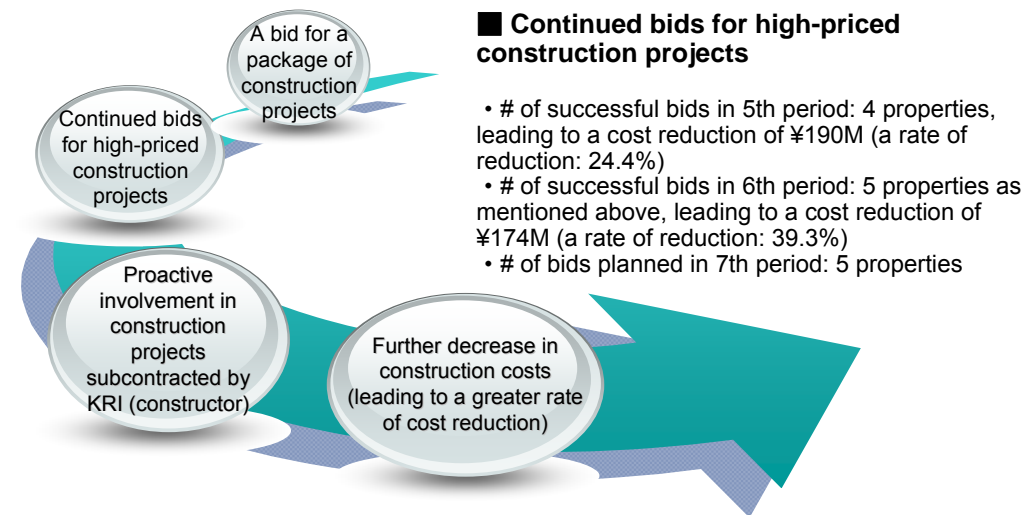 A bid for a
package of
construction
projects
Continued bids
for high-priced
construction
projects
Proactive
involvement in
construction
projects
subcontracted by
KRI (constructor)
Further decrease in
construction costs
(leading to a greater rate
of cost reduction)
■ Continued bids for high-priced
construction projects
・# of successful bids in 5th period: 4 properties,
leading to a cost reduction of ¥190M (a rate of
reduction: 24.4%)
・# of successful bids in 6th period: 5 properties as
mentioned above, leading to a cost reduction of
¥174M (a rate of reduction: 39.3%)
・# of bids planned in 7th period: 5 properties